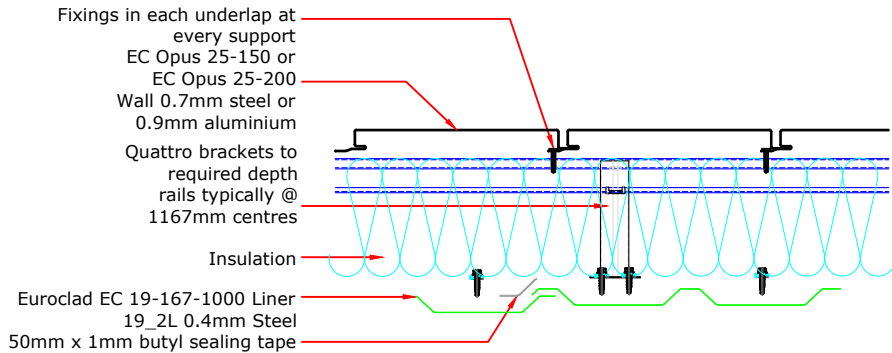 Fixings in each underlap at
every support
EC Opus 25-150 or
EC Opus 25-200
Wall 0.7mm steel or
0.9mm aluminium
Quattro brackets to
required depth
rails typically @
1167mm centres
Insulation
Euroclad EC 19-167-1000 Liner
19_2L 0.4mm Steel
50mm x 1mm butyl sealing tape